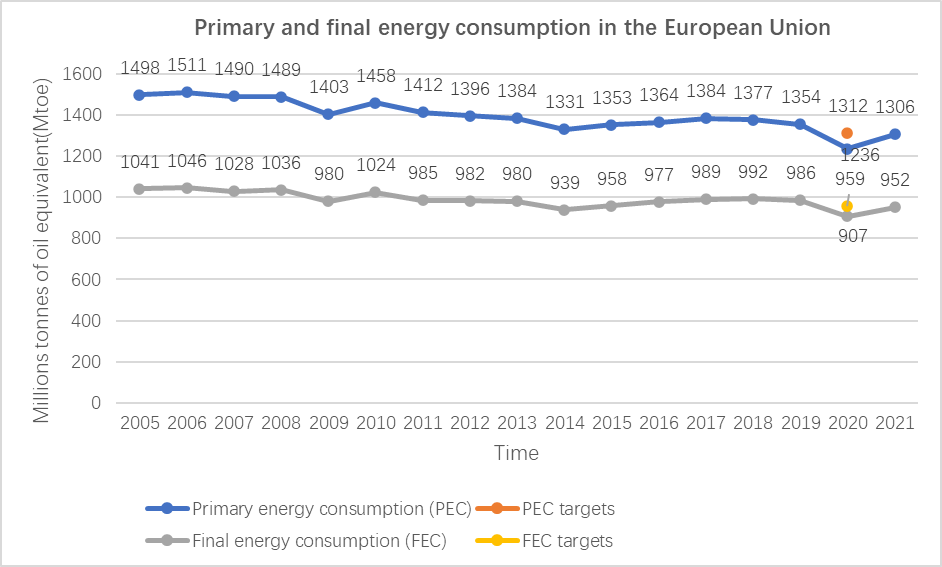 Primary and final energy consumption in the European Union
Millions tonnes of oil equivalent(Mtoe)
1600
1400
1200
1000
800
600
400
200
0
1498 1511 1490 1489 1403 1458 1412 1396 1384 1331 1353 1364 1384 1377 1354 1312 1306
1236
1041 1046 1028 1036 980 1024 985 982 980 939 958 977 989 992 986 959 952
907
2005 2006 2007 2008 2009 2010 2011 2012 2013 2014 2015 2016 2017 2018 2019 2020 2021
Time
Primary energy consumption (PEC) PEC targets
Final energy consumption (FEC) FEC targets